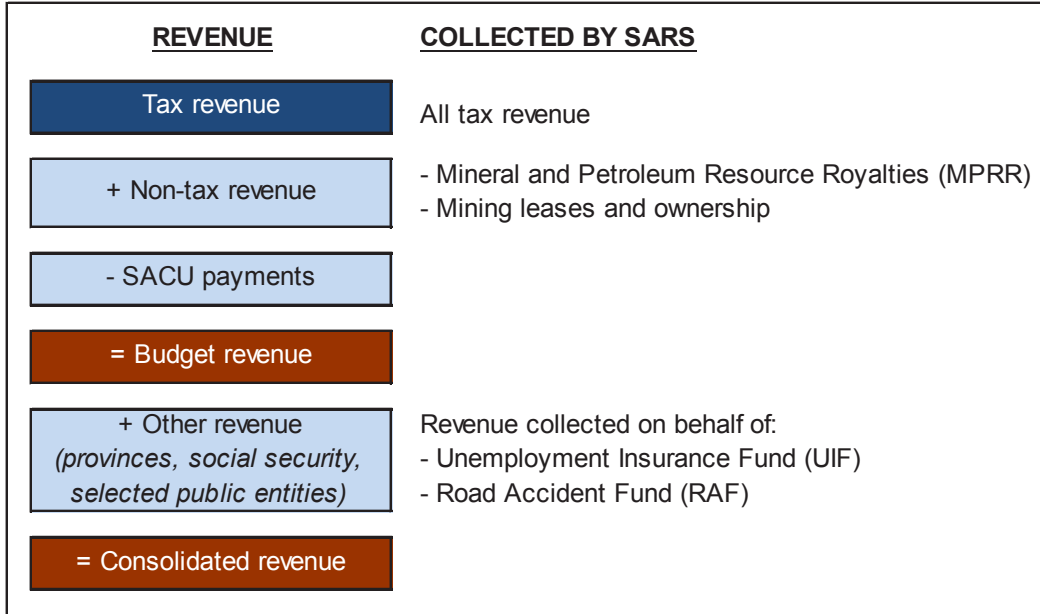 REVENUE
COLLECTED BY SARS
Tax revenue
All tax revenue
+ Non-tax revenue
- Mineral and Petroleum Resource Royalties (MPRR)
- Mining leases and ownership
- SACU payments
= Budget revenue
+ Other revenue
(provinces, social security,
selected public entities)
Revenue collected on behalf of:
- Unemployment Insurance Fund (UIF)
- Road Accident Fund (RAF)
= Consolidated revenue